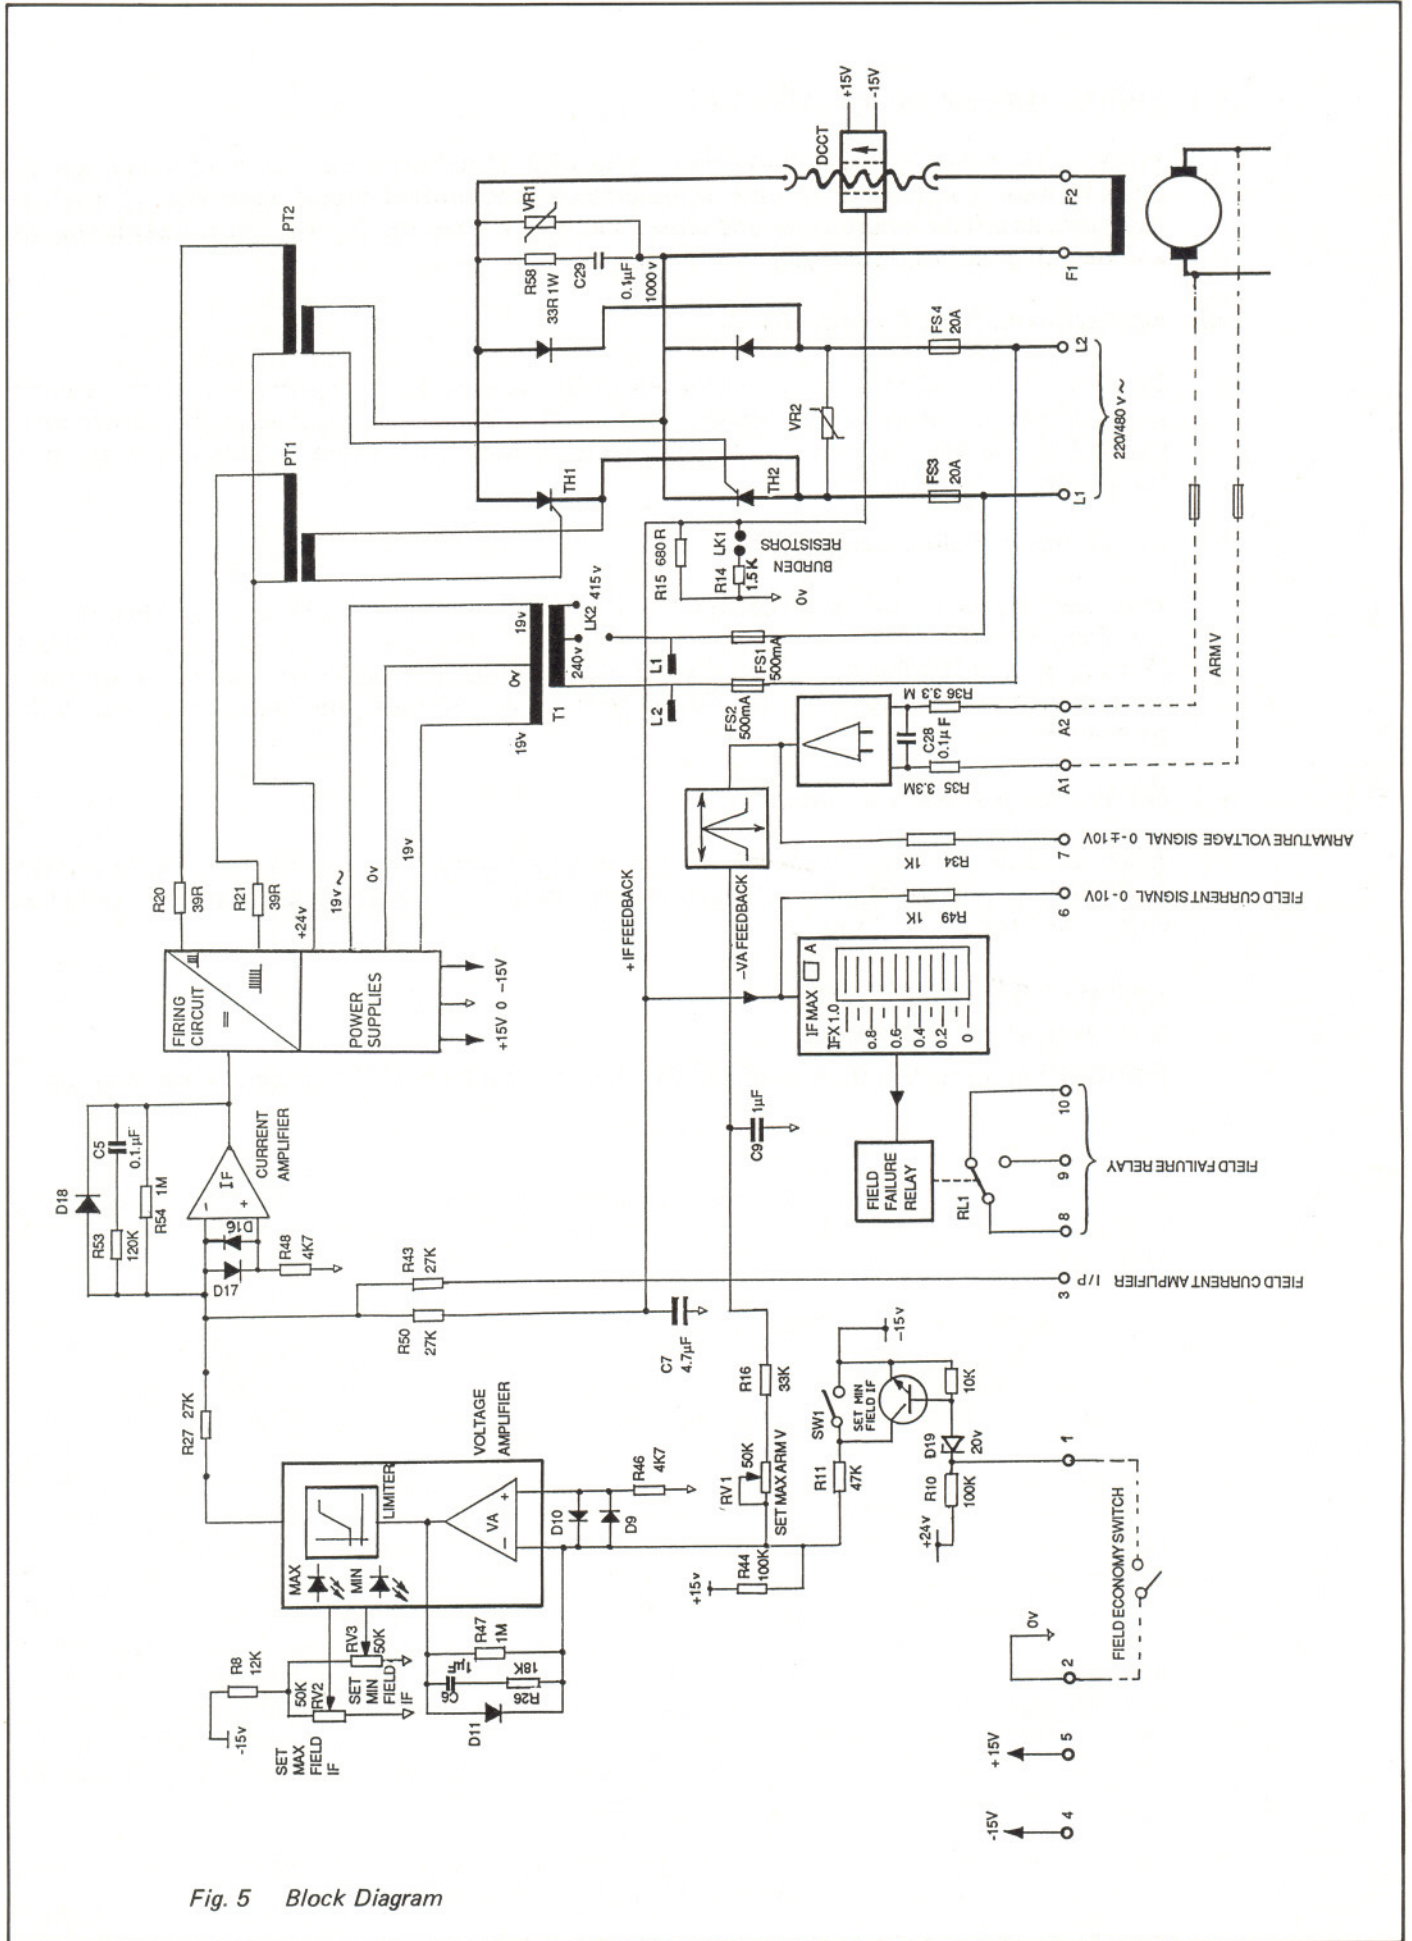 PT2
PT1
+15V
-15V
DCCT
VR1
R58
33R 1W
C29
0.1µF
1000 v
F2
F1
TH1
TH2
VR2
FS 4
20A
FS3
20A
L2
L1
220/480 v ~
R20
39R
R21
39R
+24v
19v ~
0v
19v
19v
0v
19v
T1
LK2
240v
415 v
R15 680 R
R14
1.5 K
LK1
BURDEN
RESISTORS
0v
L1
L2
FS1
500mA
FS2
500mA
R36 3.3 M
C28
0.1µ F
R35 3.3M
A2
A1
ARM V
FIRING
CIRCUIT
POWER
SUPPLIES
+15V 0 -15V
+IF FEEDBACK
-VA FEEDBACK
R34
1K
7
ARMATURE VOLTAGE SIGNAL 0-±10V
R49
1K
6
FIELD CURRENT SIGNAL 0-10V
IF MAX
A
IFX 1.0
0.8
0.6
0.4
0.2
0
C9
1µF
FIELD
FAILURE
RELAY
RL1
10
9
8
FIELD FAILURE RELAY
D18
C5
0.1µF
R53
120K
R54 1M
IF
-
+
CURRENT
AMPLIFIER
D16
D17
R48
4K7
R43
27K
R50
27K
C7
4.7µF
3
FIELD CURRENT AMPLIFIER I/P
R27 27K
VOLTAGE
AMPLIFIER
LIMITER
MAX
MIN
VA
-
+
D10
D9
R46
4K7
R16
33K
RV 1
50K
SET MAX ARM V
SW1
SET MIN
FIELD IF
-15v
R11
47K
10K
D19
20v
R10
100K
+24v
1
+15v
R44
100K
R8
12K
-15v
50K
RV2
SET
MAX
FIELD
IF
RV3
50K
SET
MIN
FIELD
IF
R47
1M
C6
1µF
R26
18K
D11
0v
2
FIELD ECONOMY SWITCH
+15V
5
-15V
4
Fig. 5 Block Diagram